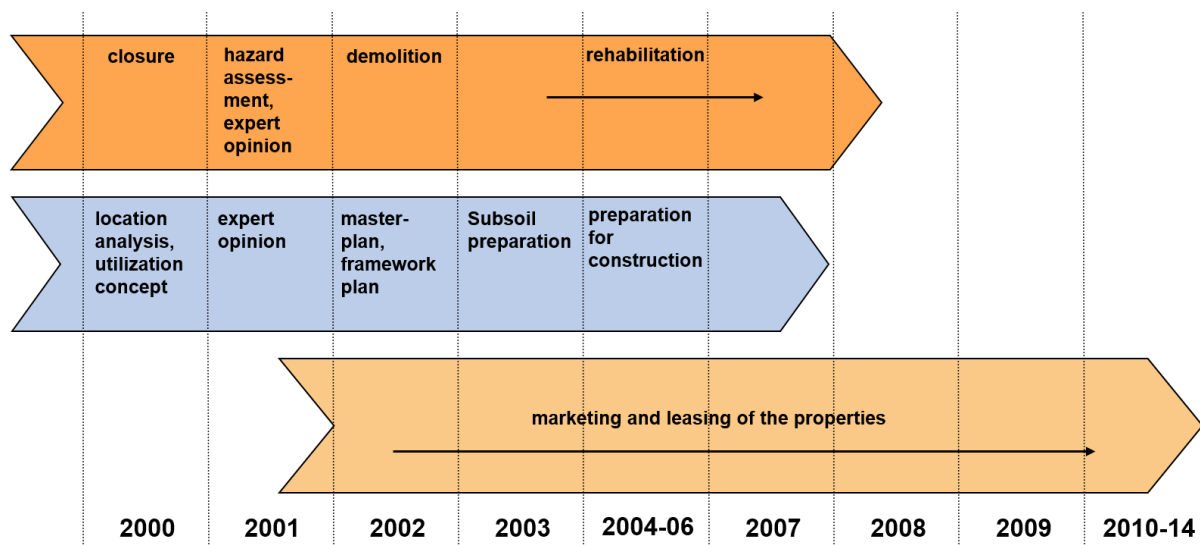 closure
hazard
assess-
ment,
expert
opinion
demolition
rehabilitation
location
analysis,
utilization
concept
expert
opinion
master-
plan,
framework
plan
Subsoil
preparation
preparation
for
construction
marketing and leasing of the properties
2000 2001 2002 2003 2004-06 2007 2008 2009 2010-14